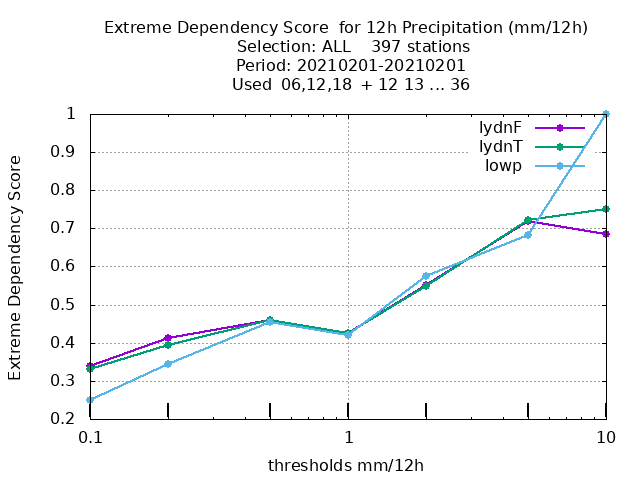 Extreme Dependency Score  for 12h Precipitation (mm/12h)
Selection: ALL    397 stations
Period: 20210201-20210201
Used  06,12,18  + 12 13 ... 36
lydnF
lydnT
lowp
1
0.9
0.8
0.7
0.6
0.5
0.4
0.3
0.2
Extreme Dependency Score
0.1
1
10
thresholds mm/12h